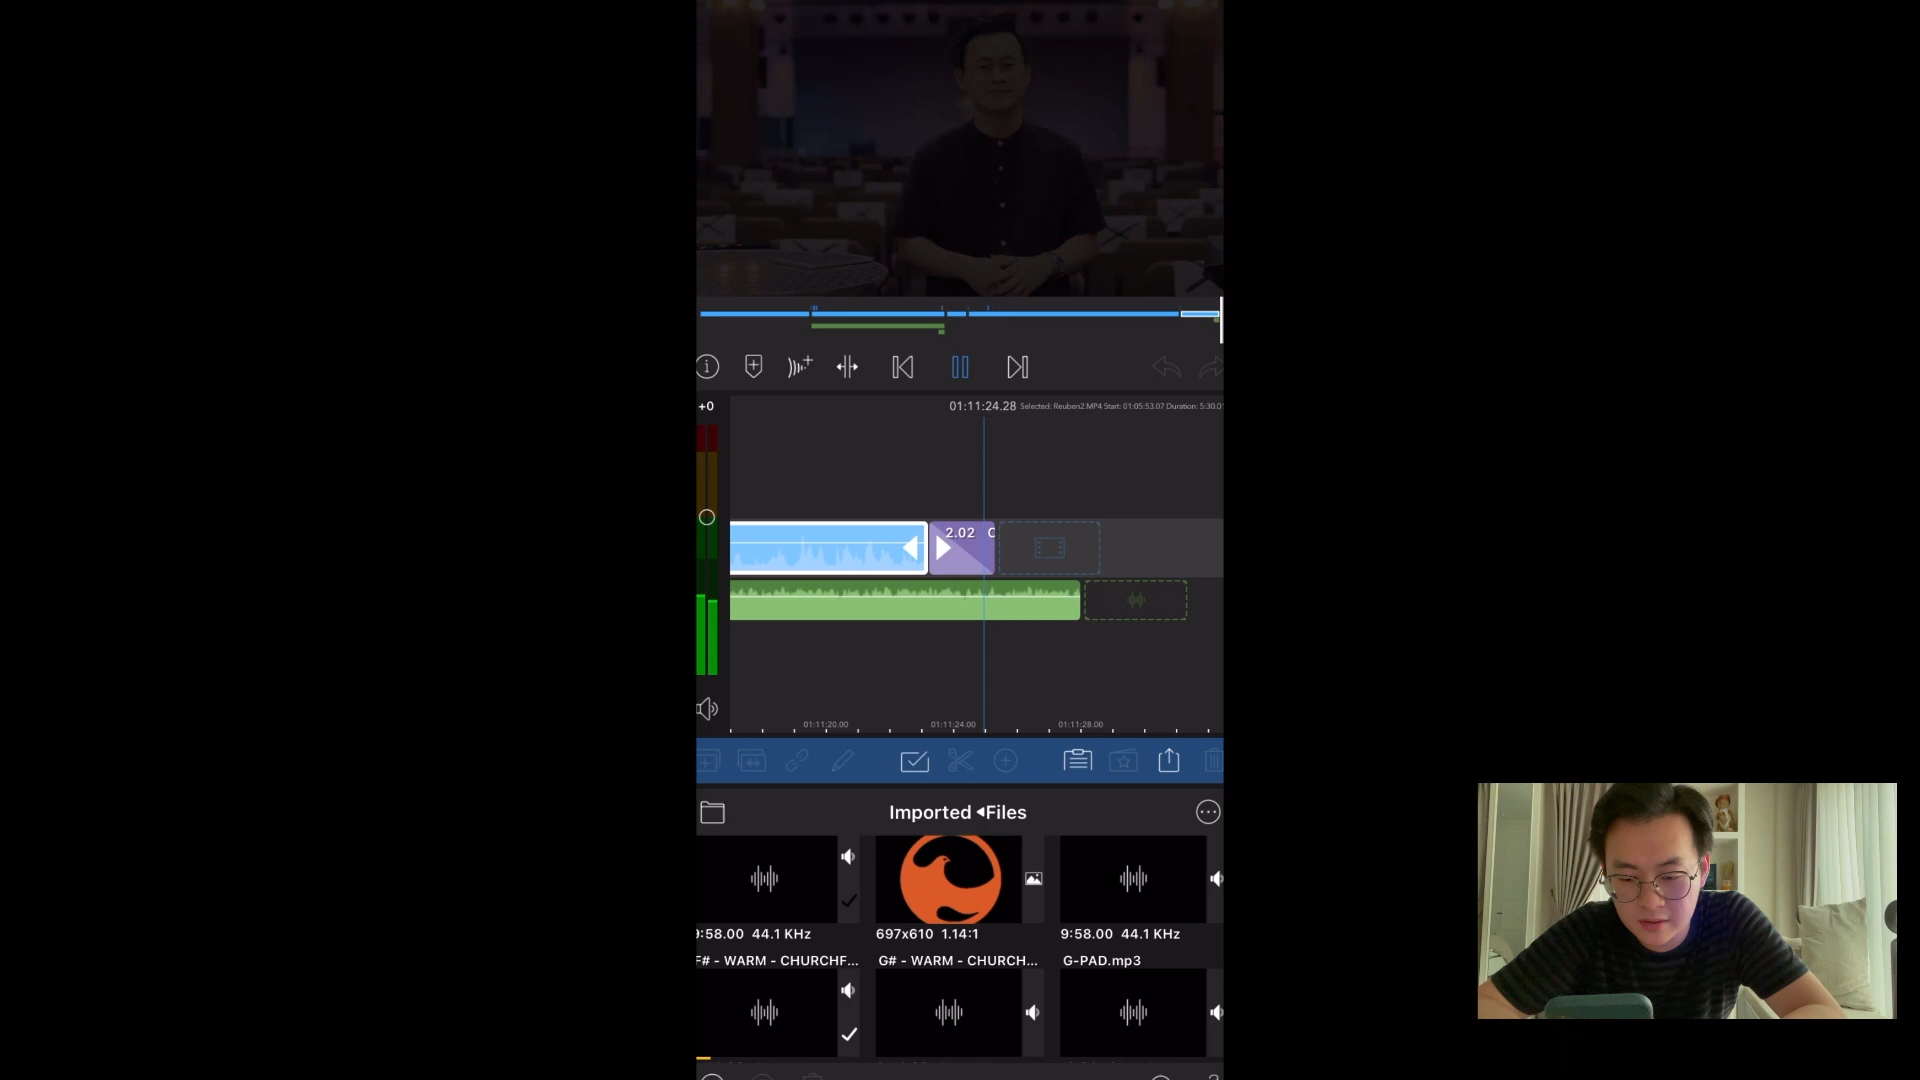 +0
01:11:24.28 Selected: Reuben2.MP4 Start: 01:05:53.07 Duration: 5:30.01
2.02 C
01:11:20.00 01:11:24.00 01:11:28.00
Imported Files
9:58.00 44.1 KHz
697x610 1.14:1
9:58.00 44.1 KHz
F# - WARM - CHURCHF...
G# - WARM - CHURCH...
G-PAD.mp3